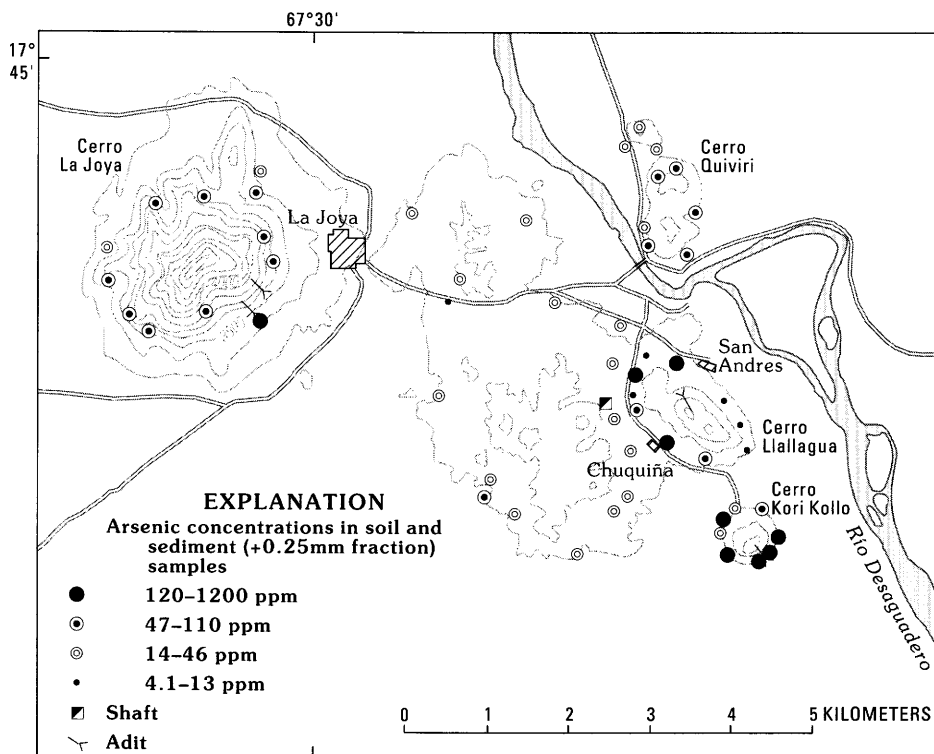 67°30'
17°
45'
Cerro
La Joya
La Joya
Cerro
Quiviri
San
Andres
Cerro
Llallagua
Chuquiña
Cerro
Kori Kollo
Río Desaguadero
EXPLANATION
Arsenic concentrations in soil and
sediment (+0.25mm fraction)
samples
120–1200 ppm
47–110 ppm
14–46 ppm
4.1–13 ppm
Shaft
Adit
0 1 2 3 4 5 KILOMETERS